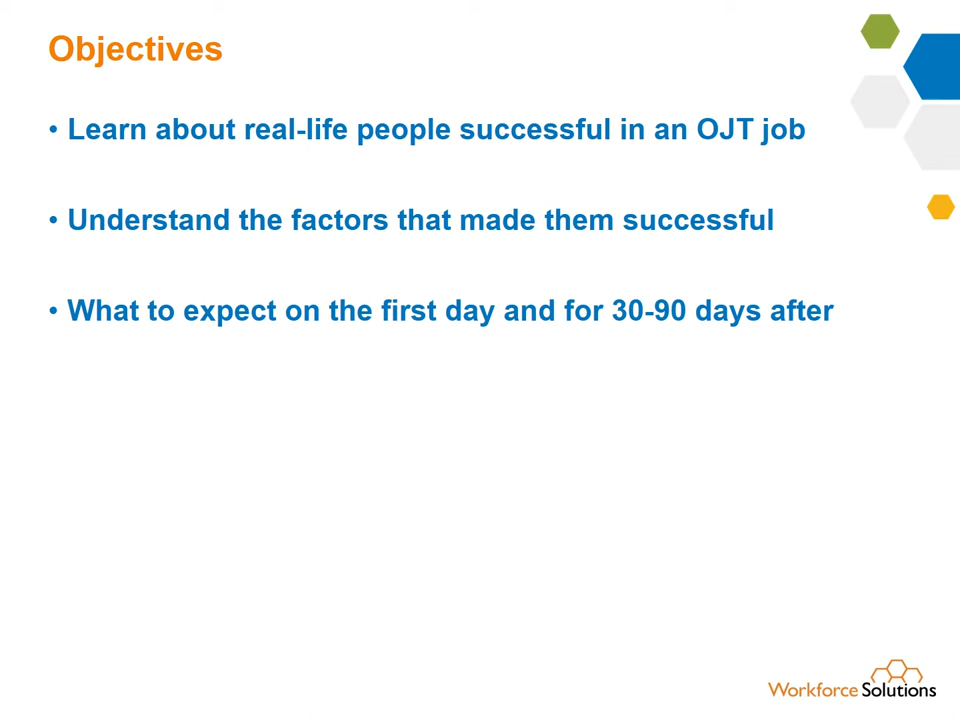 Objectives
• Learn about real-life people successful in an OJT job
• Understand the factors that made them successful
• What to expect on the first day and for 30-90 days after
Workforce Solutions